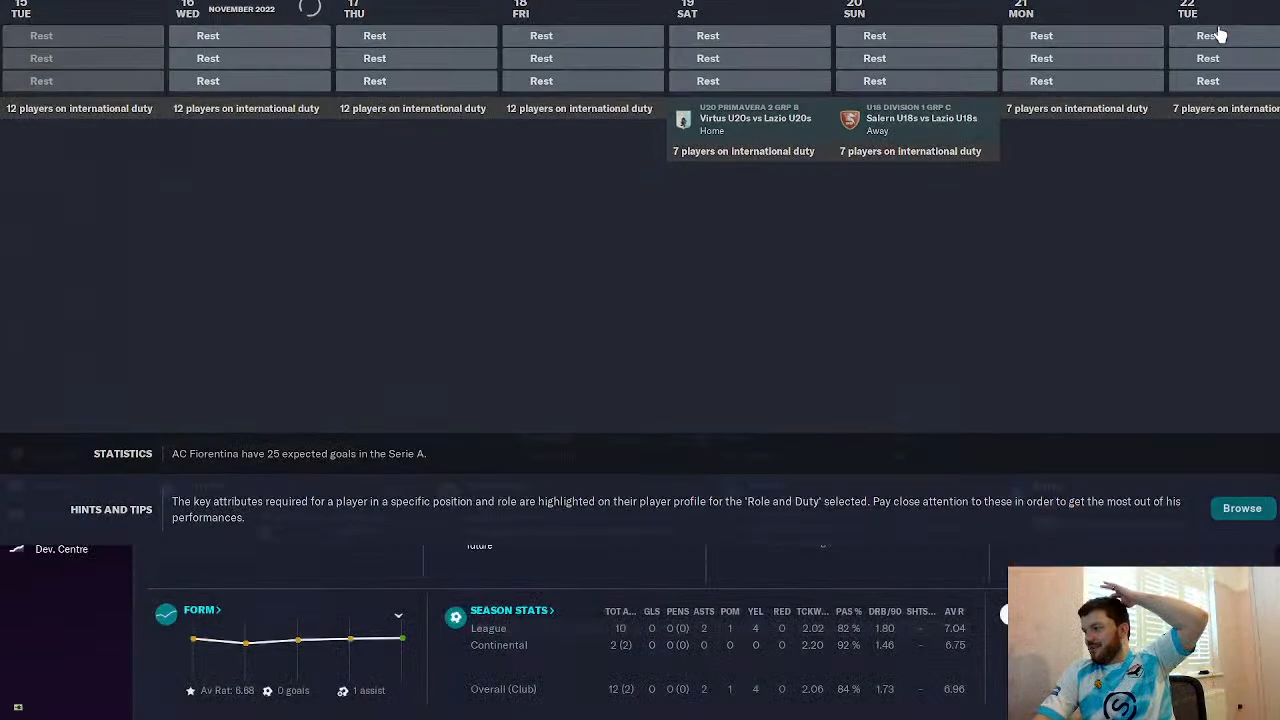 15 16 NOVEMBER 2022 17 18 19 20 21 22
TUE WED THU FRI SAT SUN MON TUE
Rest Rest Rest Rest Rest Rest Rest Rest
Rest Rest Rest Rest Rest Rest Rest Rest
Rest Rest Rest Rest Rest Rest Rest Rest
12 players on international duty 12 players on international duty 12 players on international duty 12 players on international duty U20 PRIMAVERA 2 GRP B U18 DIVISION 1 GRP C 7 players on international duty 7 players on internation
Virtus U20s vs Lazio U20s Salern U18s vs Lazio U18s
Home Away
7 players on international duty 7 players on international duty
STATISTICS AC Fiorentina have 25 expected goals in the Serie A.
HINTS AND TIPS The key attributes required for a player in a specific position and role are highlighted on their player profile for the 'Role and Duty' selected. Pay close attention to these in order to get the most out of his
performances.
Browse
Dev. Centre future
FORM> SEASON STATS> TOT A... GLS PENS ASTS POM YEL RED TCKW... PAS % DRB/90 SHTS... AV R
League 10 0 0 (0) 2 1 4 0 2.02 82 % 1.80 - 7.04
Continental 2 (2) 0 0 (0) 0 0 0 0 2.20 92 % 1.46 - 6.75
Av Rat: 6.68 0 goals 1 assist Overall (Club) 12 (2) 0 0 (0) 2 1 4 0 2.06 84 % 1.73 - 6.96